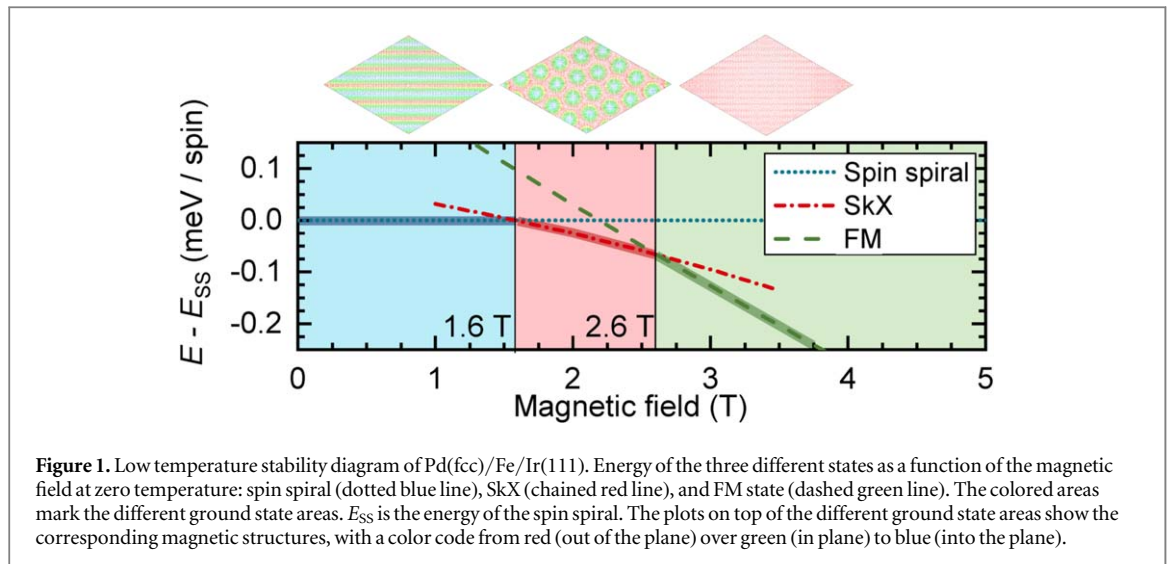 0.1
0.0
-0.1
-0.2
E - E_SS (meV / spin)
Spin spiral
SkX
FM
1.6 T
2.6 T
0 1 2 3 4 5
Magnetic field (T)
Figure 1. Low temperature stability diagram of Pd(fcc)/Fe/Ir(111). Energy of the three different states as a function of the magnetic
field at zero temperature: spin spiral (dotted blue line), SkX (chained red line), and FM state (dashed green line). The colored areas
mark the different ground state areas. E_SS is the energy of the spin spiral. The plots on top of the different ground state areas show the
corresponding magnetic structures, with a color code from red (out of the plane) over green (in plane) to blue (into the plane).